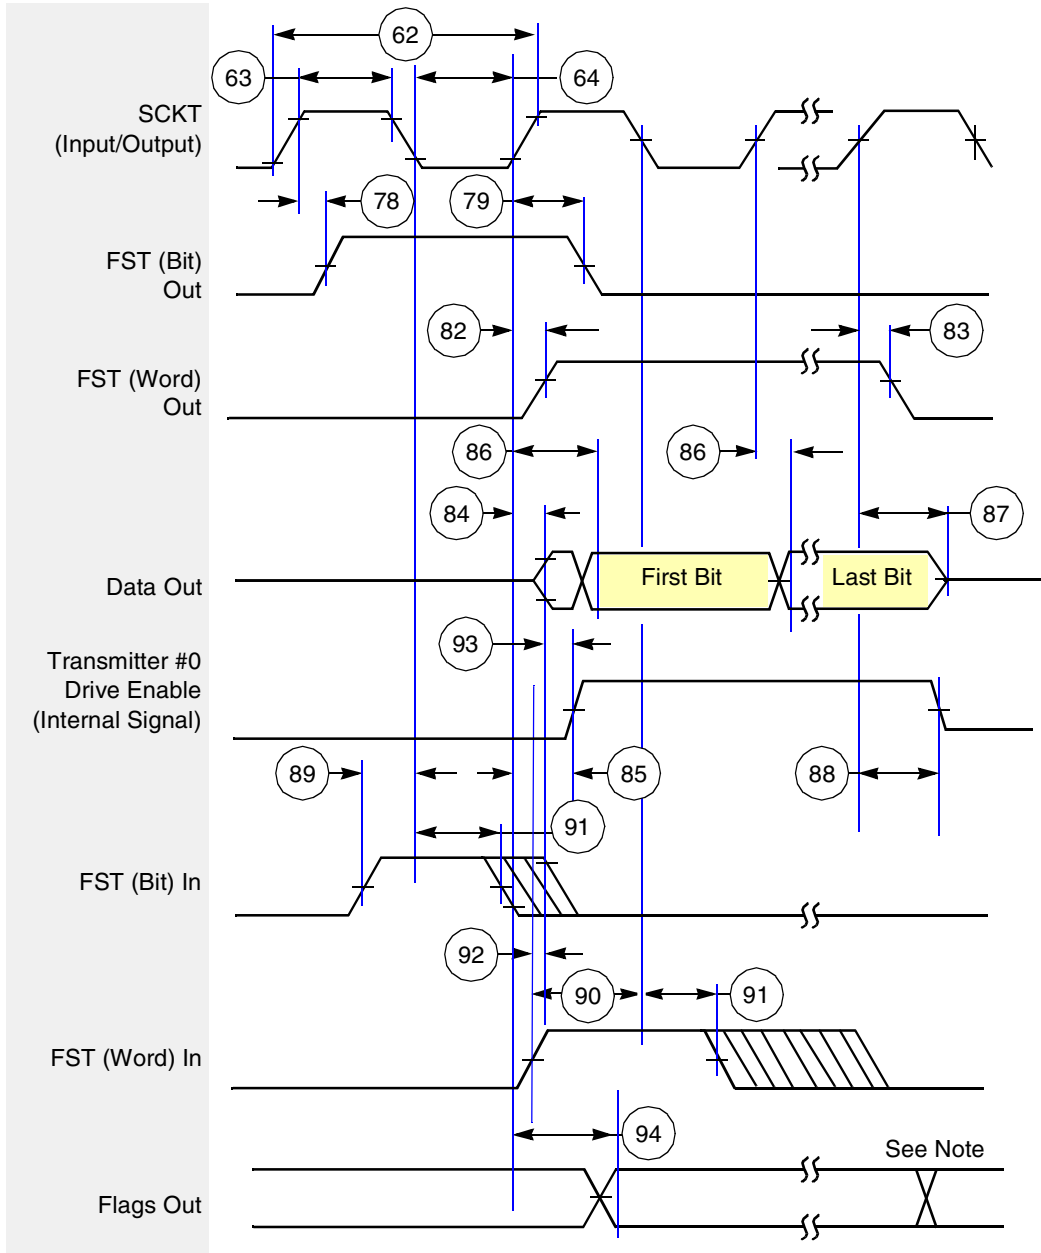 62
63
64
SCKT
(Input/Output)
78
79
FST (Bit)
Out
82
83
FST (Word)
Out
86
86
84
87
Data Out
First Bit
Last Bit
93
Transmitter #0
Drive Enable
(Internal Signal)
89
85
88
91
FST (Bit) In
92
90
91
FST (Word) In
94
See Note
Flags Out